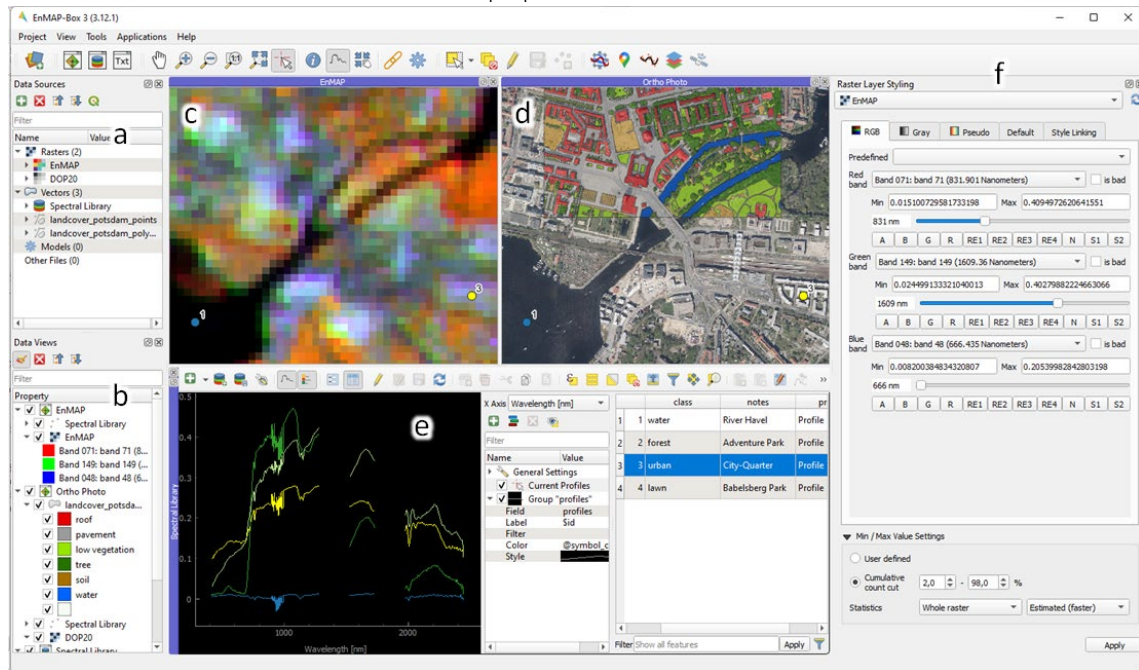 EnMAP-Box 3 (3.12.1)
Project View Tools Applications Help
Data Sources
Filter
Name Value
a
Rasters (2)
EnMAP
DOP20
Vectors (3)
Spectral Library
landcover_potsdam_points
landcover_potsdam_poly...
Models (0)
Other Files (0)
Data Views
Filter
Property
b
EnMAP
Spectral Library
EnMAP
Band 071: band 71 (8...
Band 149: band 149 (...
Band 048: band 48 (6...
Ortho Photo
landcover_potsda...
roof
pavement
low vegetation
tree
soil
water
Spectral Library
DOP20
Spectral Library
EnMAP
c
1
3
Ortho Photo
d
1
3
Spectral Library
e
0.5
0.4
0.3
0.2
0.1
0
1000 2000
Wavelength [nm]
X Axis Wavelength [nm]
Filter
Name Value
General Settings
Current Profiles
Group "profiles"
Field profiles
Label $id
Filter
Color @symbol_c
Style
class notes pr
1 1 water River Havel Profile
2 2 forest Adventure Park Profile
3 3 urban City-Quarter Profile
4 4 lawn Babelsberg Park Profile
Filter Show all features Apply
f
Raster Layer Styling
EnMAP
RGB Gray Pseudo Default Style Linking
Predefined
Red band Band 071: band 71 (831.901 Nanometers) is bad
Min 0.015100729581733198 Max 0.4094972620641551
831 nm
A B G R RE1 RE2 RE3 RE4 N S1 S2
Green band Band 149: band 149 (1609.36 Nanometers) is bad
Min 0.024499133321040013 Max 0.40279882224663066
1609 nm
A B G R RE1 RE2 RE3 RE4 N S1 S2
Blue band Band 048: band 48 (666.435 Nanometers) is bad
Min 0.008200384834320807 Max 0.20539982842803198
666 nm
A B G R RE1 RE2 RE3 RE4 N S1 S2
Min / Max Value Settings
User defined
Cumulative count cut 2,0 - 98,0 %
Statistics Whole raster Estimated (faster)
Apply